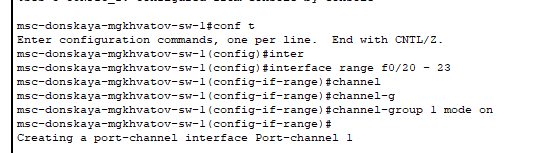 msc-donskaya-mgkhvatov-sw-1#conf t
Enter configuration commands, one per line.  End with CNTL/Z.
msc-donskaya-mgkhvatov-sw-1(config)#inter
msc-donskaya-mgkhvatov-sw-1(config)#interface range f0/20 - 23
msc-donskaya-mgkhvatov-sw-1(config-if-range)#channel
msc-donskaya-mgkhvatov-sw-1(config-if-range)#channel-g
msc-donskaya-mgkhvatov-sw-1(config-if-range)#channel-group 1 mode on
msc-donskaya-mgkhvatov-sw-1(config-if-range)#
Creating a port-channel interface Port-channel 1